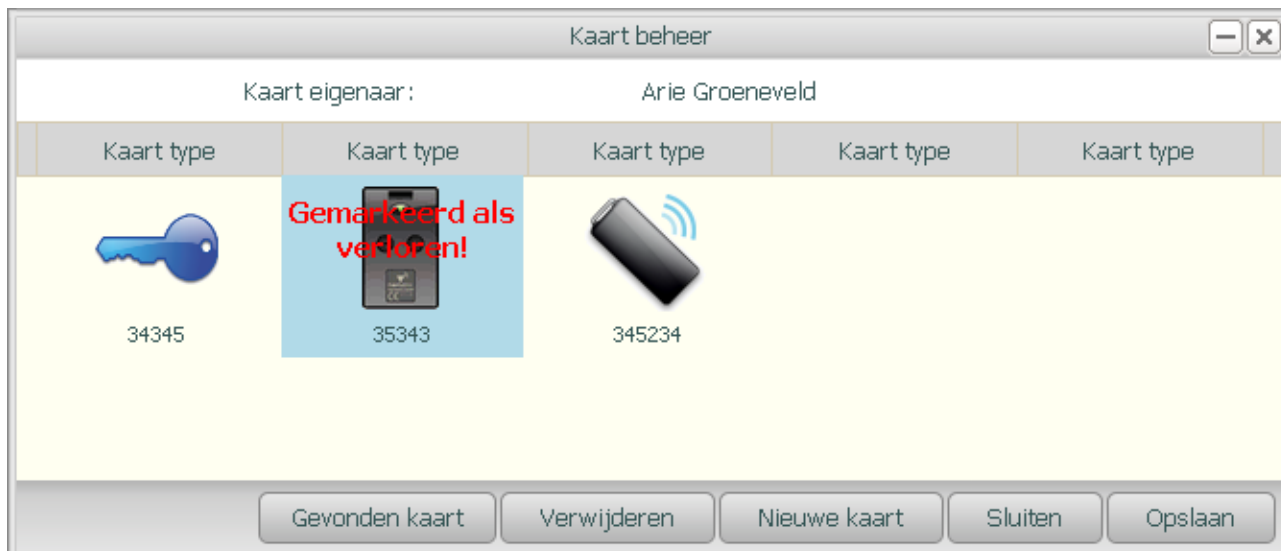 Kaart beheer
Kaart eigenaar: Arie Groeneveld
Kaart type Kaart type Kaart type Kaart type Kaart type
Gemarkeerd als
verloren!
34345 35343 345234
Gevonden kaart Verwijderen Nieuwe kaart Sluiten Opslaan